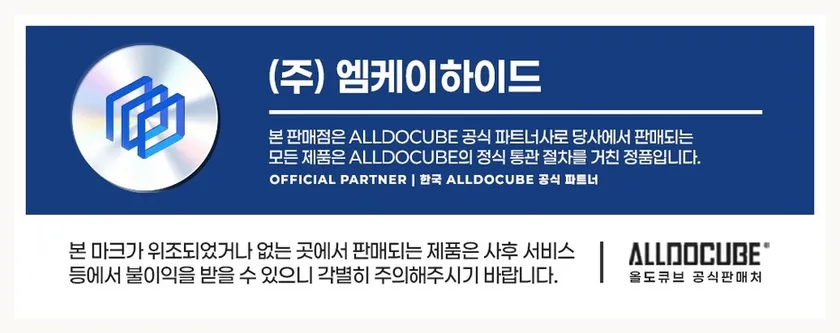 (주) 엠케이하이드
본 판매점은 ALLDOCUBE 공식 파트너사로 당사에서 판매되는
모든 제품은 ALLDOCUBE의 정식 통관 절차를 거친 정품입니다.
OFFICIAL PARTNER | 한국 ALLDOCUBE 공식 파트너
본 마크가 위조되었거나 없는 곳에서 판매되는 제품은 사후 서비스
등에서 불이익을 받을 수 있으니 각별히 주의해주시기 바랍니다.
ALLDOCUBE®
올도큐브 공식판매처